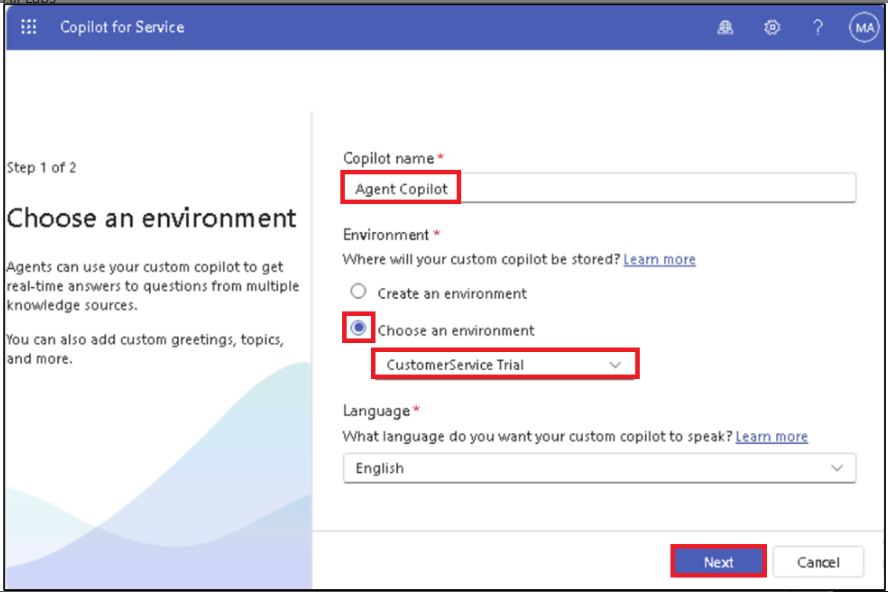 Copilot for Service
?
MA
Step 1 of 2
Choose an environment
Agents can use your custom copilot to get
real-time answers to questions from multiple
knowledge sources.
You can also add custom greetings, topics,
and more.
Copilot name *
Agent Copilot
Environment *
Where will your custom copilot be stored? Learn more
Create an environment
Choose an environment
CustomerService Trial
Language *
What language do you want your custom copilot to speak? Learn more
English
Next
Cancel